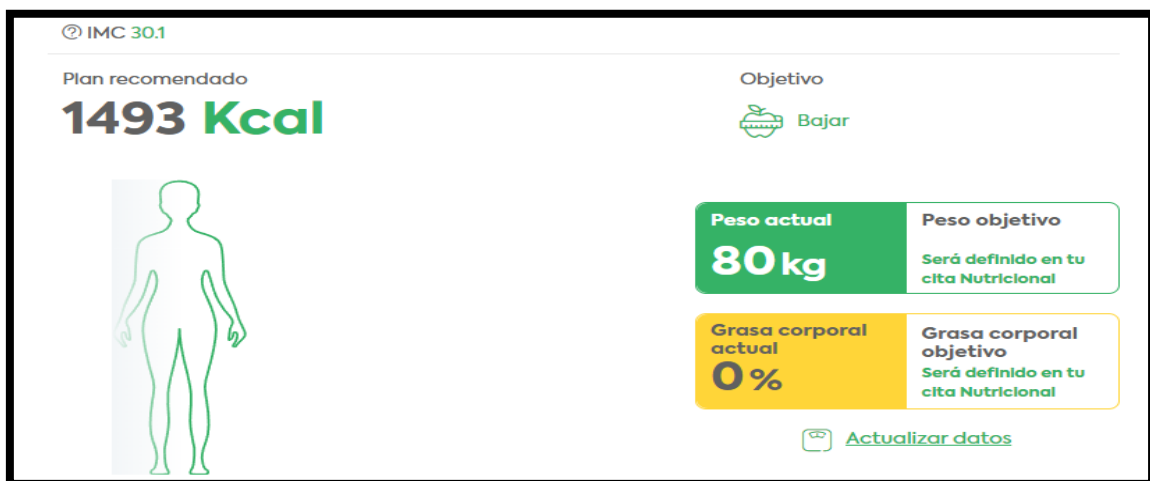 IMC 30.1
Plan recomendado
1493 Kcal
Objetivo
Bajar
Peso actual
80 kg
Peso objetivo
Será definido en tu
cita Nutricional
Grasa corporal
actual
0 %
Grasa corporal
objetivo
Será definido en tu
cita Nutricional
Actualizar datos